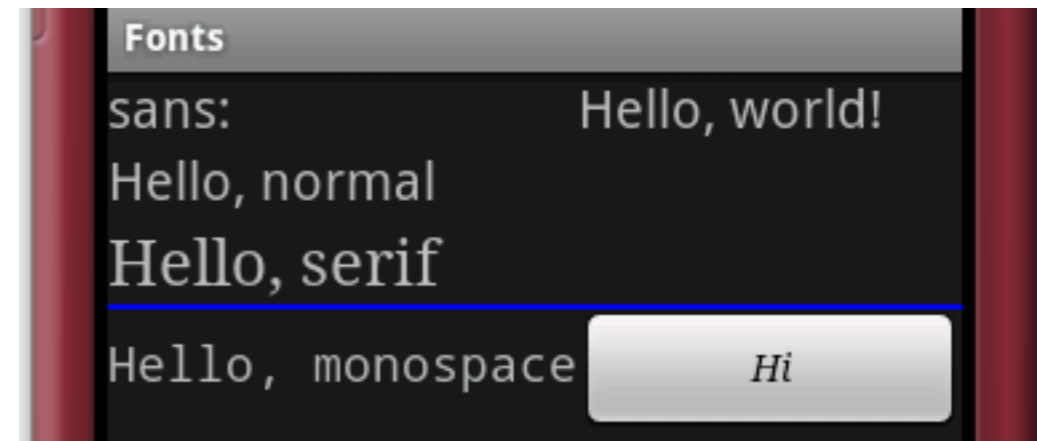 Fonts
sans: Hello, world!
Hello, normal
Hello, serif
Hello, monospace Hi